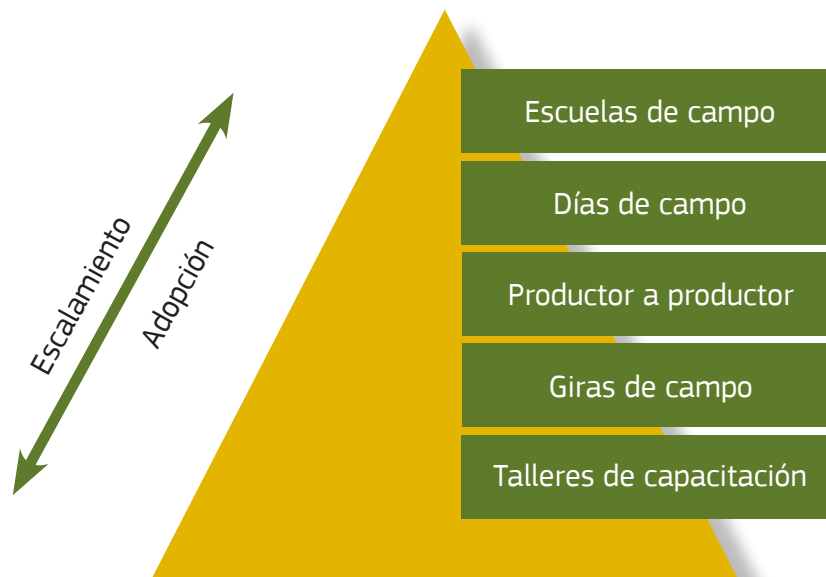 Escuelas de campo
Días de campo
Productor a productor
Giras de campo
Talleres de capacitación
Escalamiento
Adopción